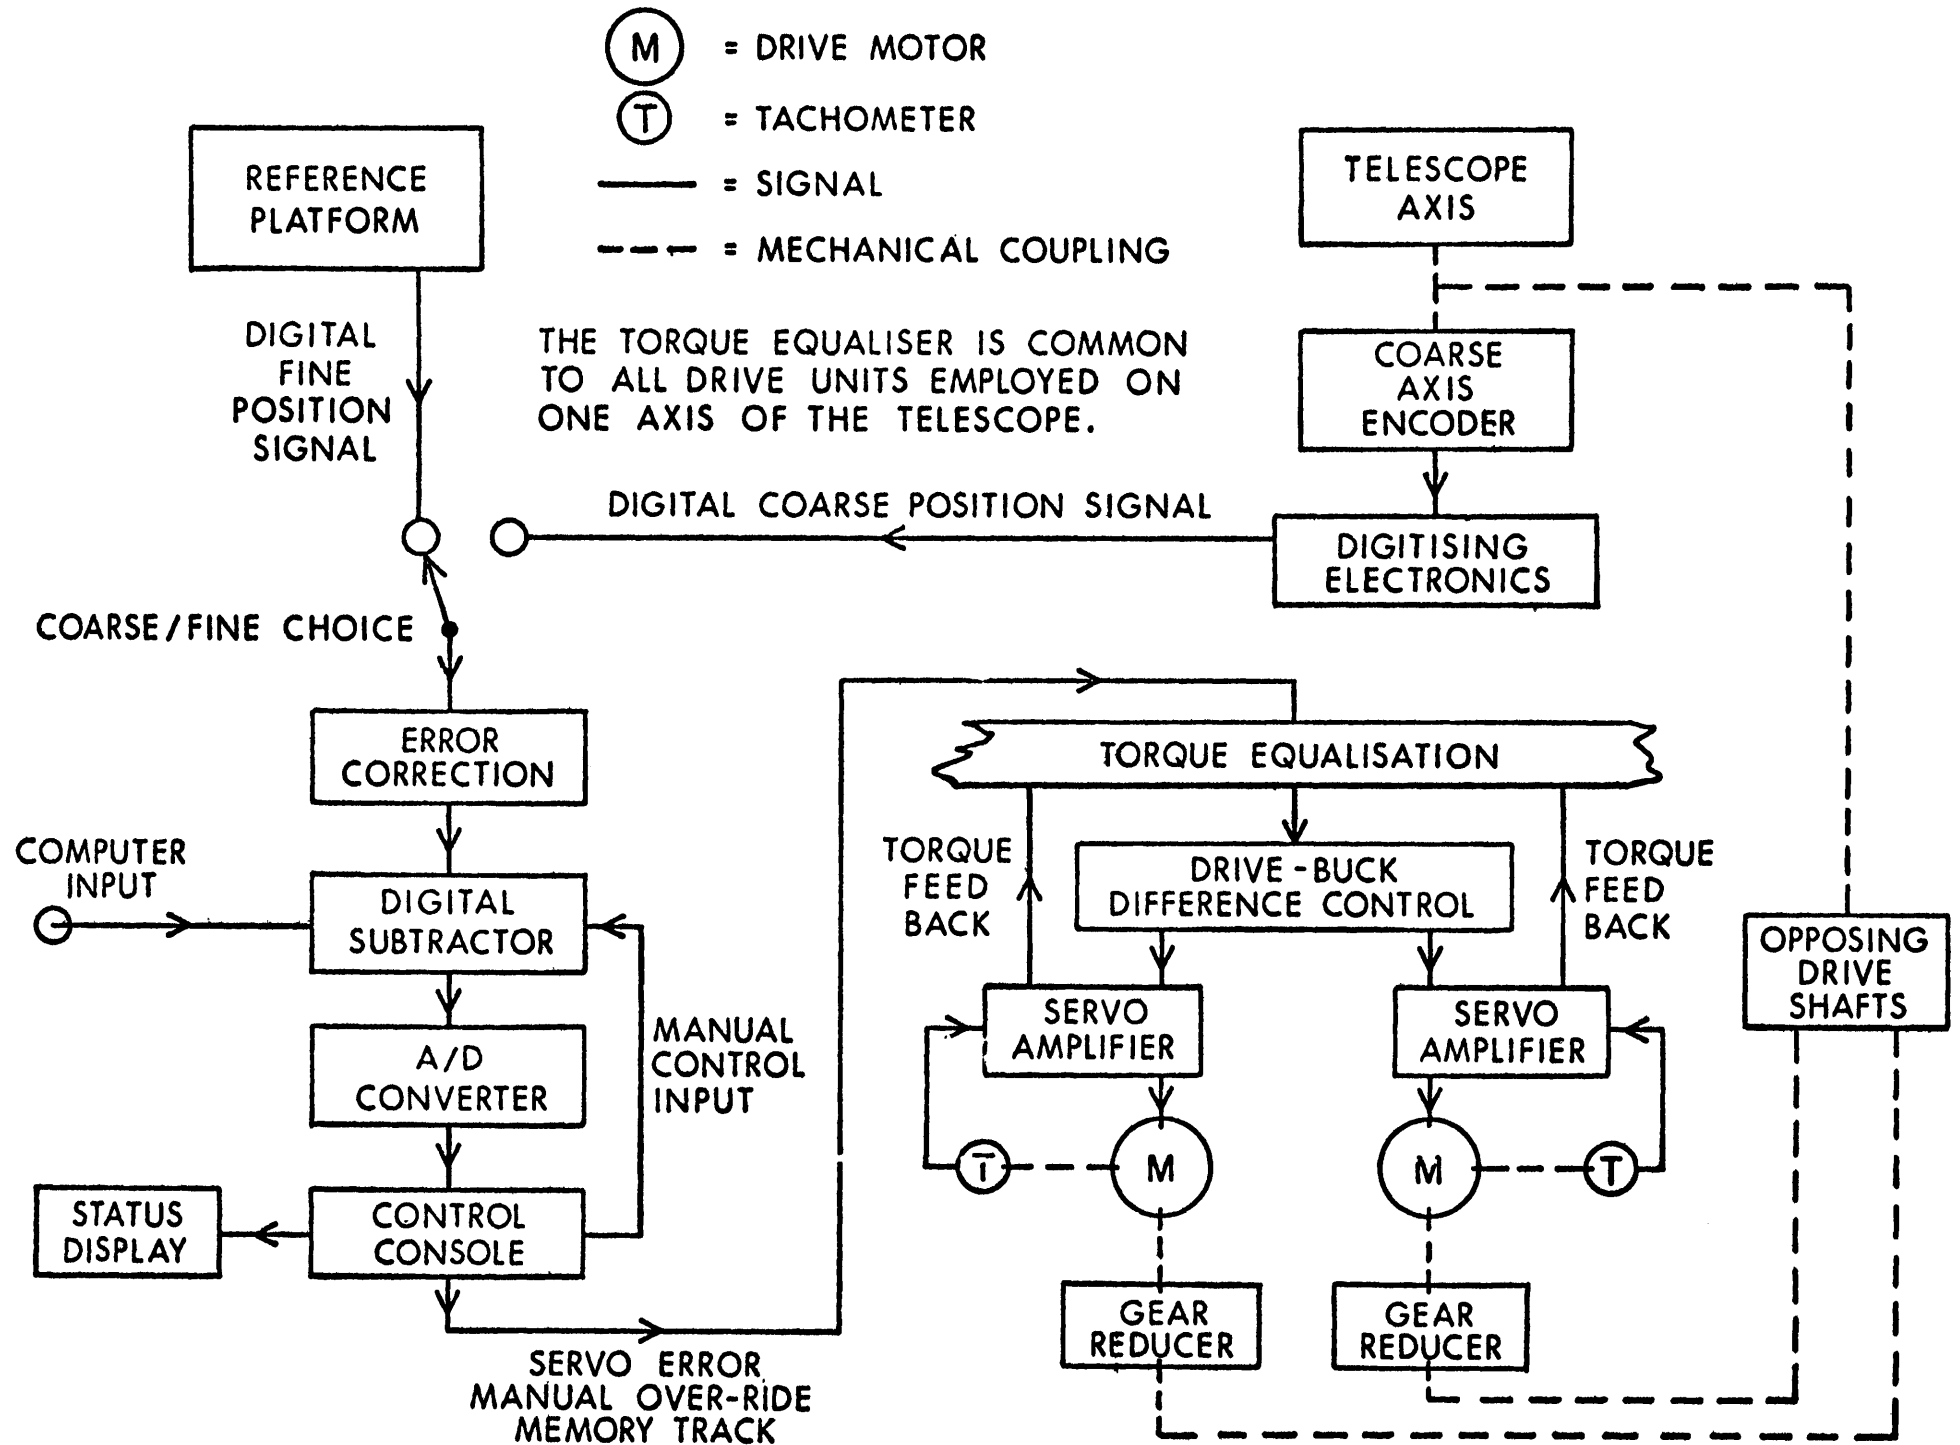 M = DRIVE MOTOR
T = TACHOMETER
= SIGNAL
= MECHANICAL COUPLING
REFERENCE
PLATFORM
TELESCOPE
AXIS
DIGITAL
FINE
POSITION
SIGNAL
THE TORQUE EQUALISER IS COMMON
TO ALL DRIVE UNITS EMPLOYED ON
ONE AXIS OF THE TELESCOPE.
COARSE
AXIS
ENCODER
DIGITAL COARSE POSITION SIGNAL
DIGITISING
ELECTRONICS
COARSE/FINE CHOICE
ERROR
CORRECTION
TORQUE EQUALISATION
COMPUTER
INPUT
DIGITAL
SUBTRACTOR
TORQUE
FEED
BACK
DRIVE-BUCK
DIFFERENCE CONTROL
TORQUE
FEED
BACK
OPPOSING
DRIVE
SHAFTS
A/D
CONVERTER
MANUAL
CONTROL
INPUT
SERVO
AMPLIFIER
SERVO
AMPLIFIER
T
M
M
T
STATUS
DISPLAY
CONTROL
CONSOLE
GEAR
REDUCER
GEAR
REDUCER
SERVO ERROR
MANUAL OVER-RIDE
MEMORY TRACK